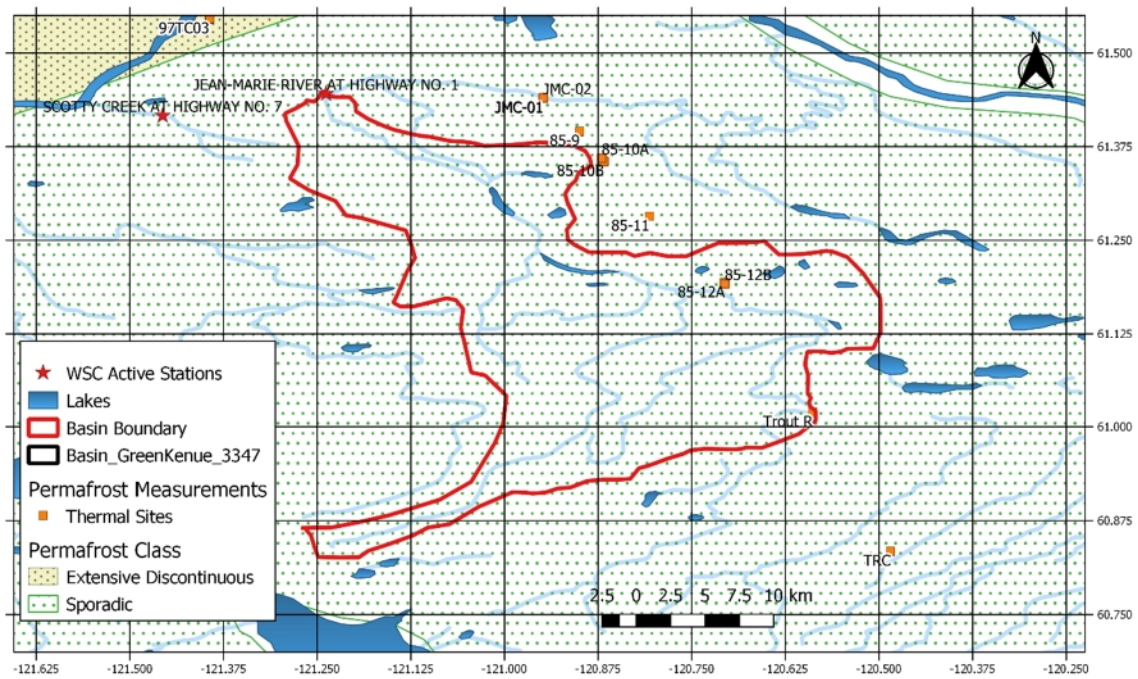 97TC03
61.500
N
JEAN-MARIE RIVER AT HIGHWAY NO. 1
JMC-02
SCOTTY CREEK AT HIGHWAY NO. 7
JMC-01
85-9
85-10A
61.375
85-10B
85-11
61.250
85-12B
85-12A
61.125
WSC Active Stations
Lakes
Trout R
61.000
Basin Boundary
Basin_GreenKenue_3347
Permafrost Measurements
Thermal Sites
60.875
Permafrost Class
TRC
Extensive Discontinuous
2.5 0 2.5 5 7.5 10 km
Sporadic
60.750
-121.625 -121.500 -121.375 -121.250 -121.125 -121.000 -120.875 -120.750 -120.625 -120.500 -120.375 -120.250